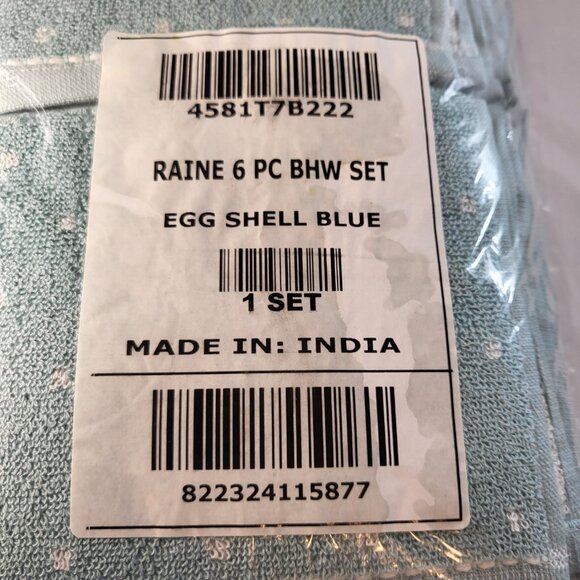 4581T7B222
RAINE 6 PC BHW SET
EGG SHELL BLUE
1 SET
MADE IN: INDIA
822324115877